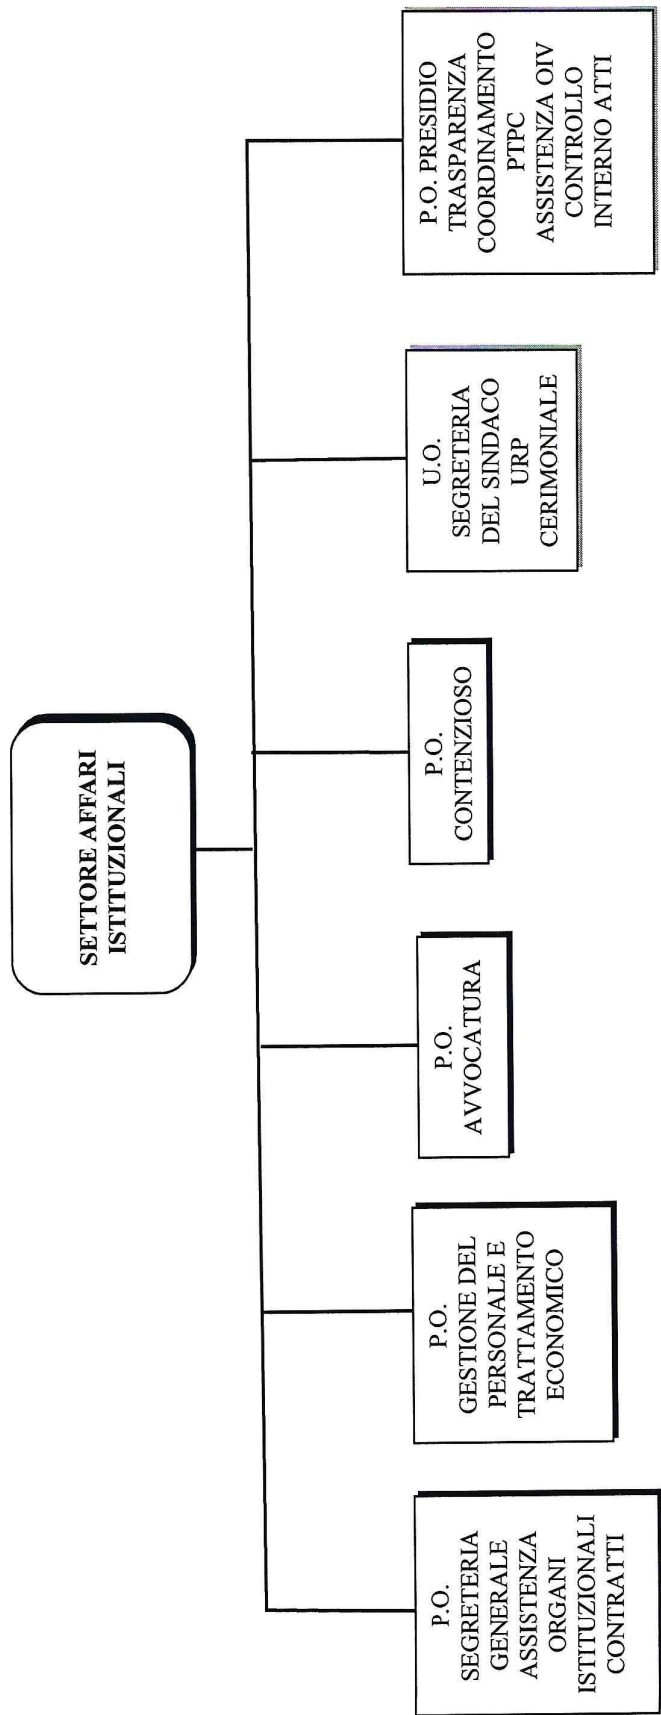 SETTORE AFFARI
ISTITUZIONALI
P.O.
SEGRETERIA
GENERALE
ASSISTENZA
ORGANI
ISTITUZIONALI
CONTRATTI
P.O.
GESTIONE DEL
PERSONALE E
TRATTAMENTO
ECONOMICO
P.O.
AVVOCATURA
P.O.
CONTENZIOSO
U.O.
SEGRETERIA
DEL SINDACO
URP
CERIMONIALE
P.O. PRESIDIO
TRASPARENZA
COORDINAMENTO
PTPC
ASSISTENZA OIV
CONTROLLO
INTERNO ATTI